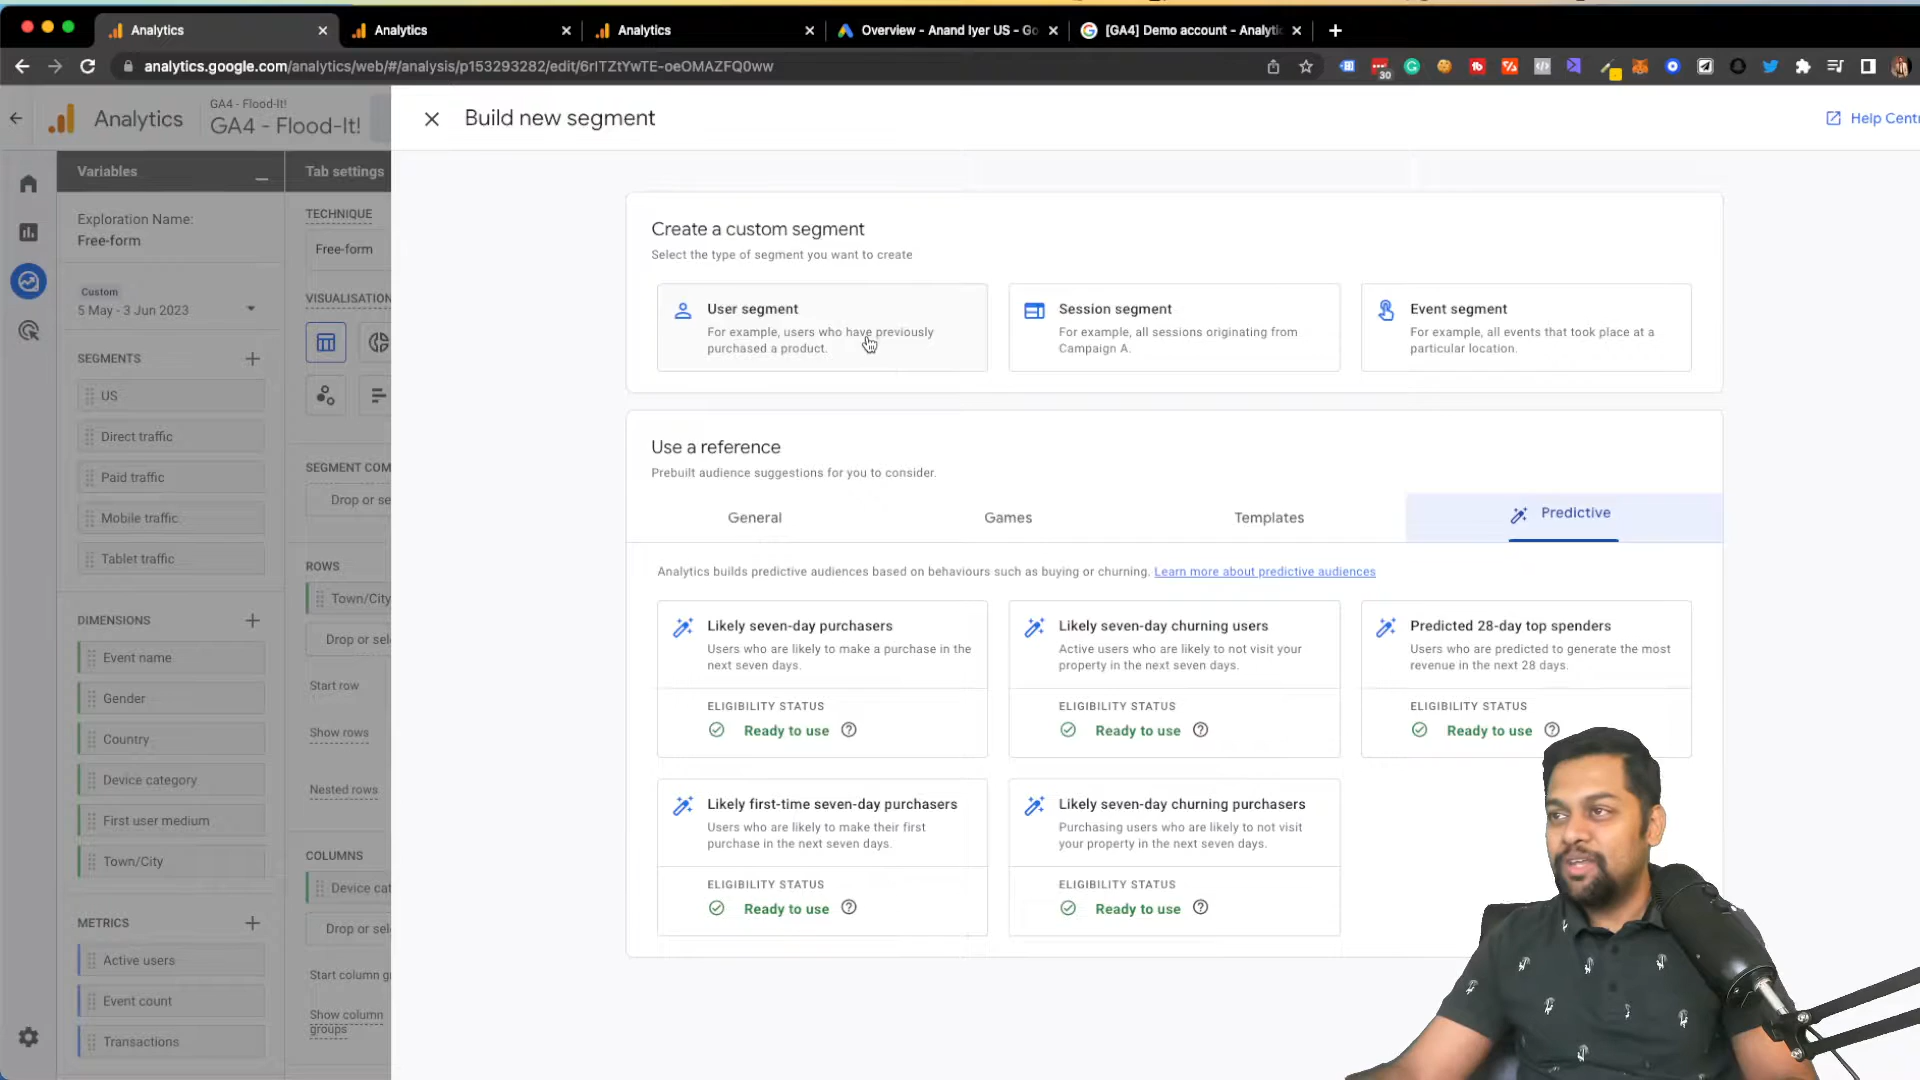 Analytics
Analytics
Analytics
Overview - Anand Iyer US - Go
[GA4] Demo account - Analytic
analytics.google.com/analytics/web/#/analysis/p153293282/edit/6rITZtYwTE-oeOMAZFQ0ww
30
Analytics
GA4 - Flood-It!
GA4 - Flood-It!
Build new segment
Help Centr
Variables
Tab settings
Exploration Name:
Free-form
Custom
5 May - 3 Jun 2023
SEGMENTS
US
Direct traffic
Paid traffic
Mobile traffic
Tablet traffic
DIMENSIONS
Event name
Gender
Country
Device category
First user medium
Town/City
METRICS
Active users
Event count
Transactions
TECHNIQUE
Free-form
VISUALISATION
SEGMENT COM
Drop or se
ROWS
Town/City
Drop or sel
Start row
Show rows
Nested rows
COLUMNS
Device cat
Drop or sel
Start column g
Show column
groups
Create a custom segment
Select the type of segment you want to create
User segment
For example, users who have previously
purchased a product.
Session segment
For example, all sessions originating from
Campaign A.
Event segment
For example, all events that took place at a
particular location.
Use a reference
Prebuilt audience suggestions for you to consider.
General
Games
Templates
Predictive
Analytics builds predictive audiences based on behaviours such as buying or churning. Learn more about predictive audiences
Likely seven-day purchasers
Users who are likely to make a purchase in the
next seven days.
ELIGIBILITY STATUS
Ready to use
Likely seven-day churning users
Active users who are likely to not visit your
property in the next seven days.
ELIGIBILITY STATUS
Ready to use
Predicted 28-day top spenders
Users who are predicted to generate the most
revenue in the next 28 days.
ELIGIBILITY STATUS
Ready to use
Likely first-time seven-day purchasers
Users who are likely to make their first
purchase in the next seven days.
ELIGIBILITY STATUS
Ready to use
Likely seven-day churning purchasers
Purchasing users who are likely to not visit
your property in the next seven days.
ELIGIBILITY STATUS
Ready to use